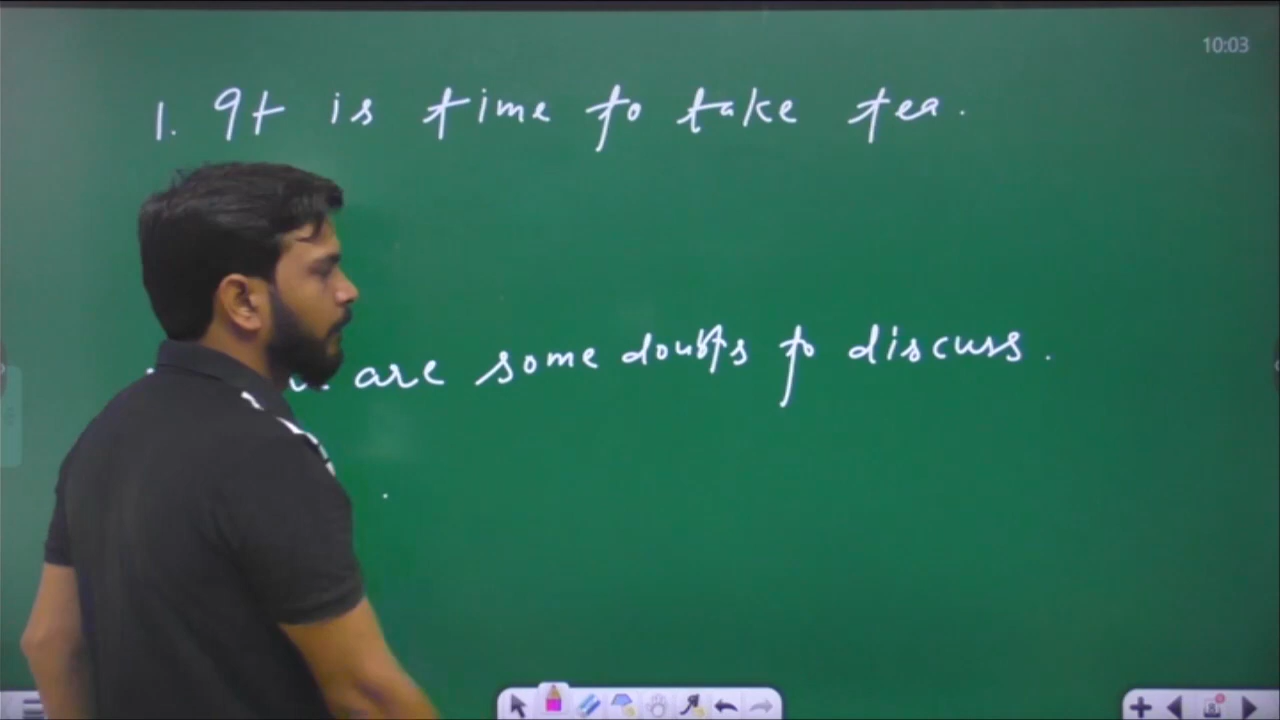 10:03
1. It is time to take tea.
are some doubts to discuss.